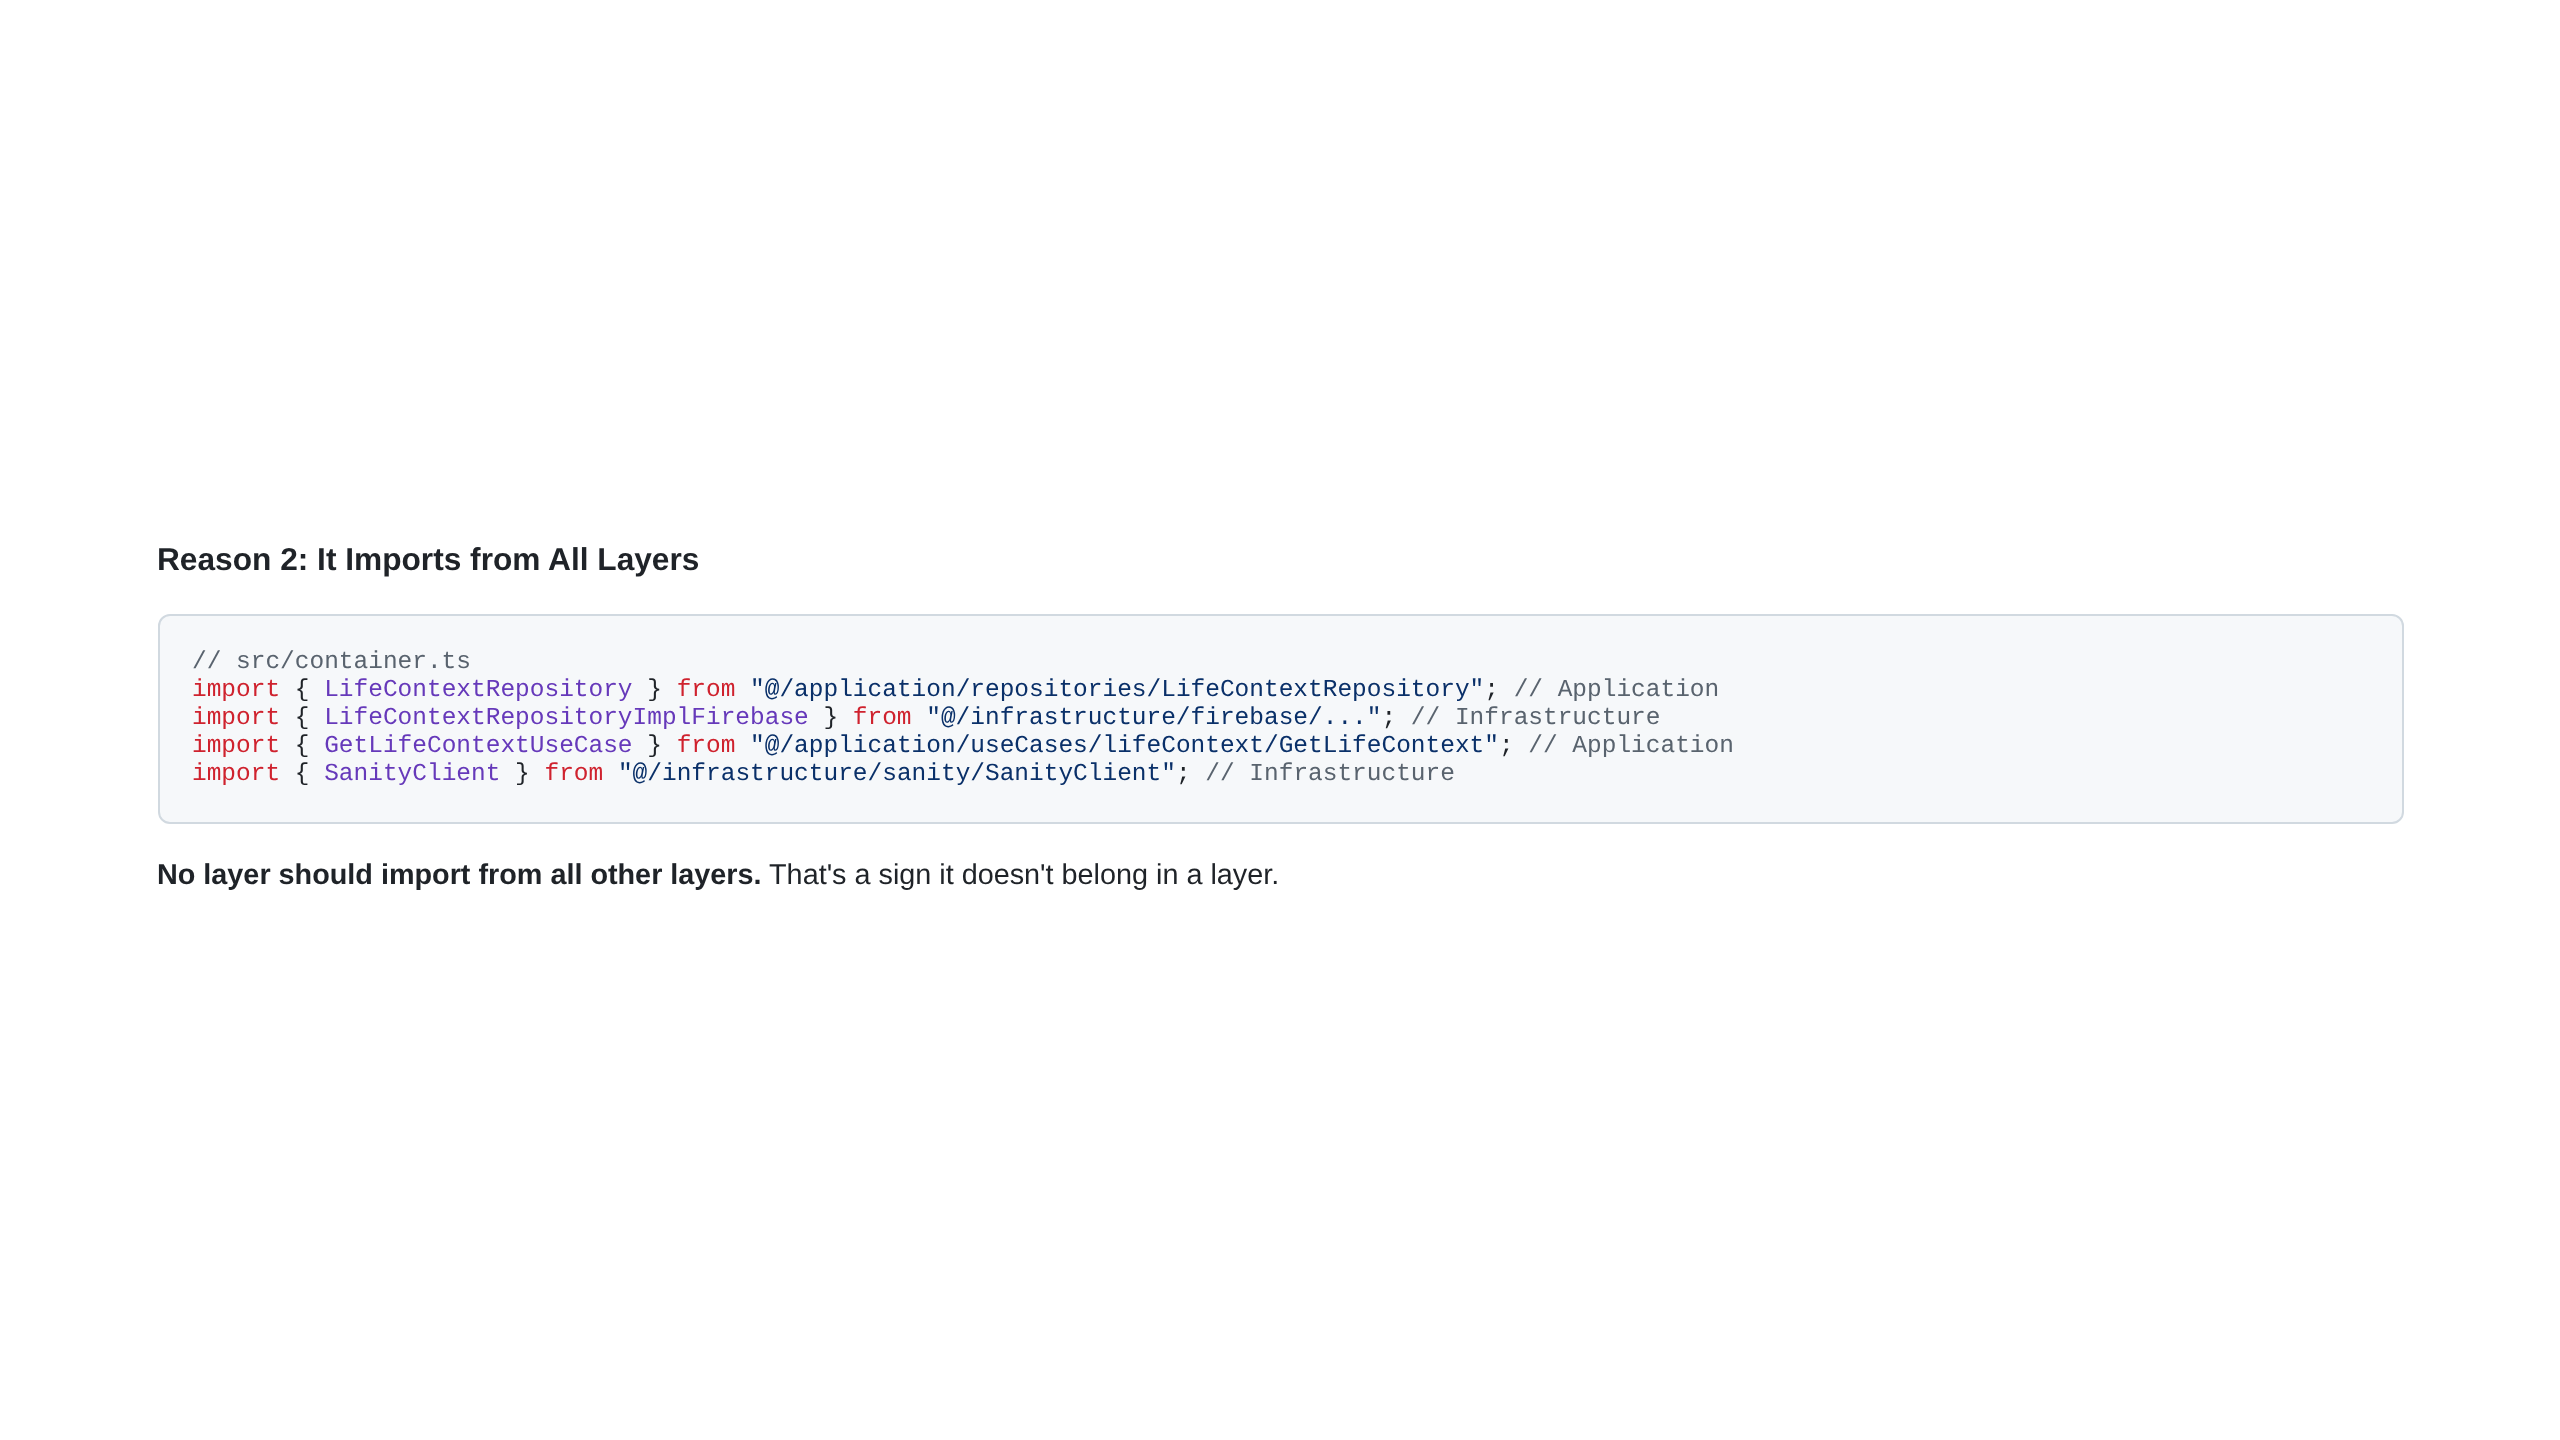 Reason 2: It Imports from All Layers
// src/container.ts
import { LifeContextRepository } from "@/application/repositories/LifeContextRepository"; // Application
import { LifeContextRepositoryImplFirebase } from "@/infrastructure/firebase/..."; // Infrastructure
import { GetLifeContextUseCase } from "@/application/useCases/lifeContext/GetLifeContext"; // Application
import { SanityClient } from "@/infrastructure/sanity/SanityClient"; // Infrastructure
No layer should import from all other layers. That's a sign it doesn't belong in a layer.